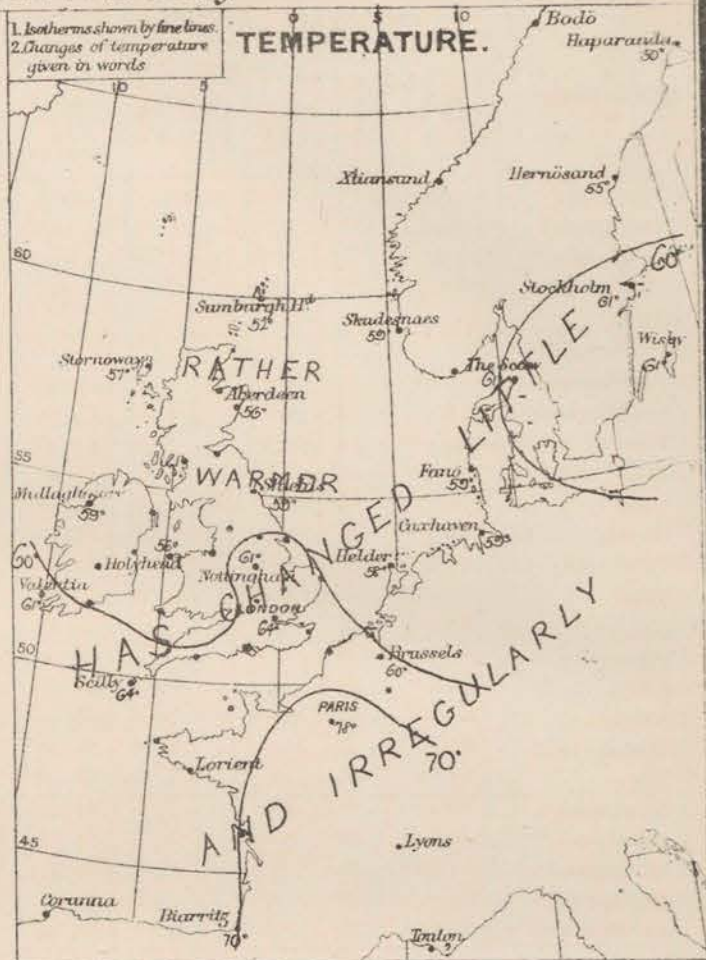 1. Isotherms shown by fine lines.
2. Changes of temperature
given in words
TEMPERATURE.
0
5
10
5
10
Bodö
Haparanda
50°
Xtiansand
Hernösand
55°
60
60°
Stockholm
61°
Sumburgh Hd.
52°
Skudesnaes
59°
Wisby
61°
Stornoway
57°
RATHER
The Scaw
Aberdeen
56°
55
WARMER
Fanö
59°
Mullaghmore
59°
Cuxhaven
59°
Holyhead
56°
61°
Nottingham
Helder
58°
60
Valentia
61°
LONDON
64°
HAS CHANGED LITTLE
50
Brussels
60°
Scilly
64°
PARIS
78°
70°
Lorient
AND IRREGULARLY
45
Lyons
Corunna
Biarritz
70°
Toulon